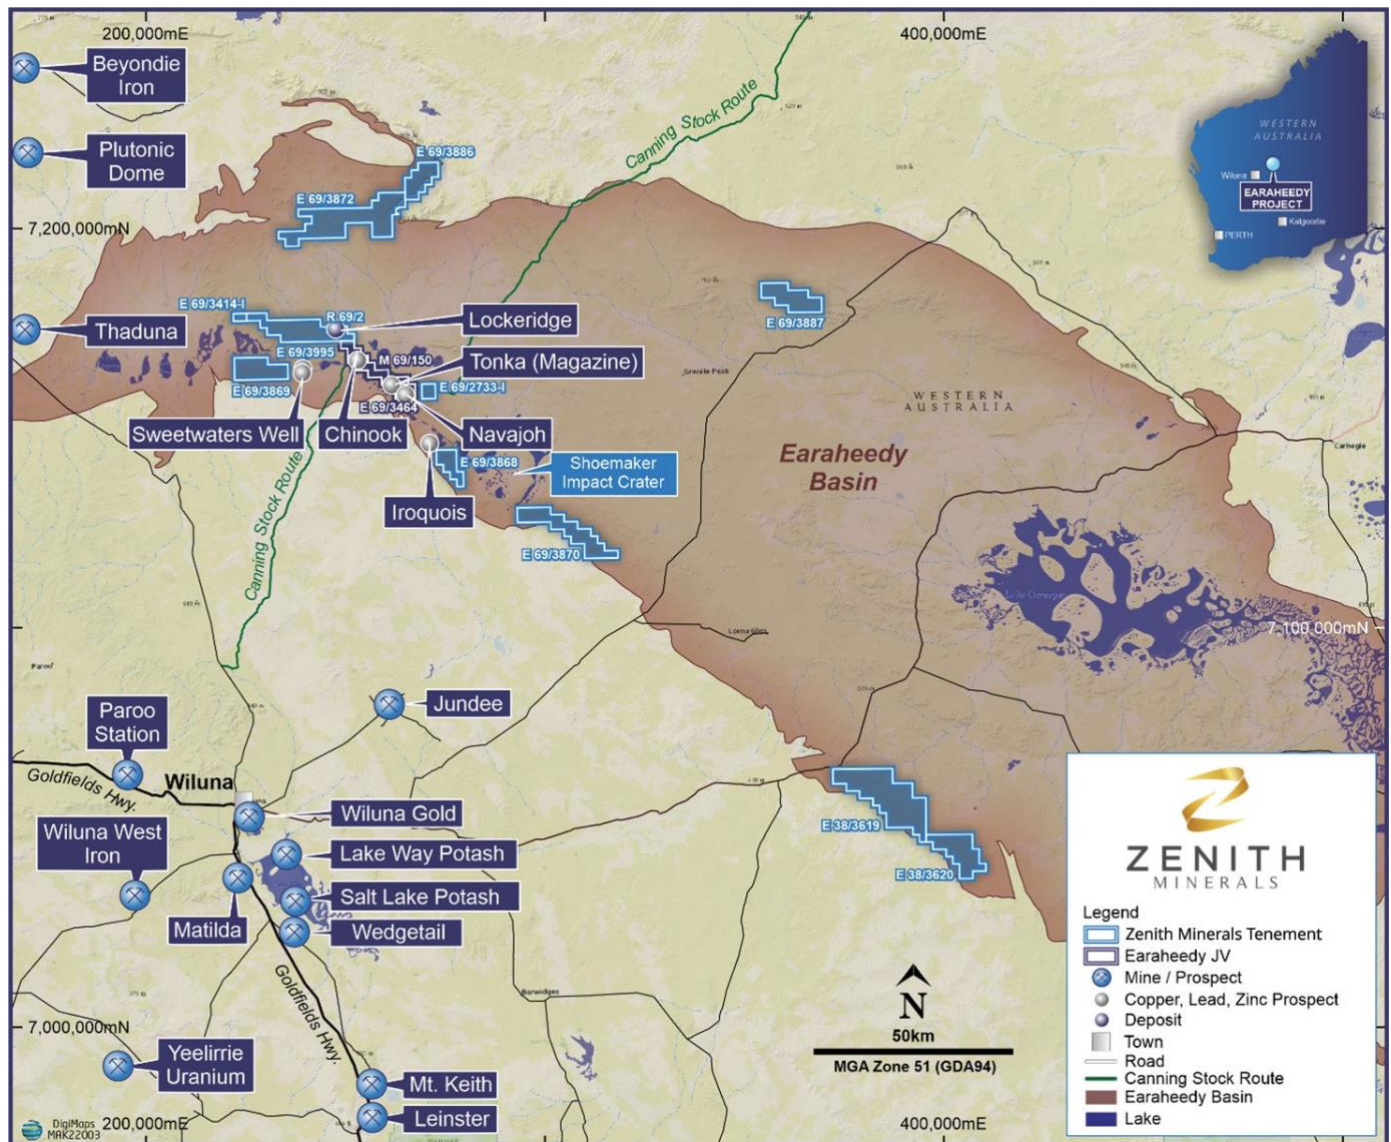 200,000mE
400,000mE
Beyondie
Iron
Plutonic
Dome
Canning Stock Route
WESTERN
AUSTRALIA
Wiluna
EARAHEEDY
PROJECT
Kalgoorlie
PERTH
E 69/3886
E 69/3872
7,200,000mN
E 69/3414-I
R 69/2
Lockeridge
E 69/3887
Thaduna
E 69/3995
M 69/150
Tonka (Magazine)
Granite Peak
E 69/3869
E 69/2733-I
E 69/3464
WESTERN
AUSTRALIA
Sweetwaters Well
Chinook
Navajoh
Earaheedy
Basin
Carnegie
E 69/3868
Shoemaker
Impact Crater
Iroquois
Canning Stock Route
E 69/3870
Lake Carnegie
Lorna Glen
7,100,000mN
Jundee
Paroo
Station
Goldfields Hwy.
Wiluna
Wiluna Gold
Wiluna West
Iron
Lake Way Potash
E 38/3619
E 38/3620
Salt Lake Potash
Matilda
Wedgetail
Goldfields Hwy.
N
50km
MGA Zone 51 (GDA94)
7,000,000mN
Yeelirrie
Uranium
Mt. Keith
Leinster
DigiMaps
MAK22003
200,000mE
400,000mE
ZENITH
MINERALS
Legend
Zenith Minerals Tenement
Earaheedy JV
Mine / Prospect
Copper, Lead, Zinc Prospect
Deposit
Town
Road
Canning Stock Route
Earaheedy Basin
Lake